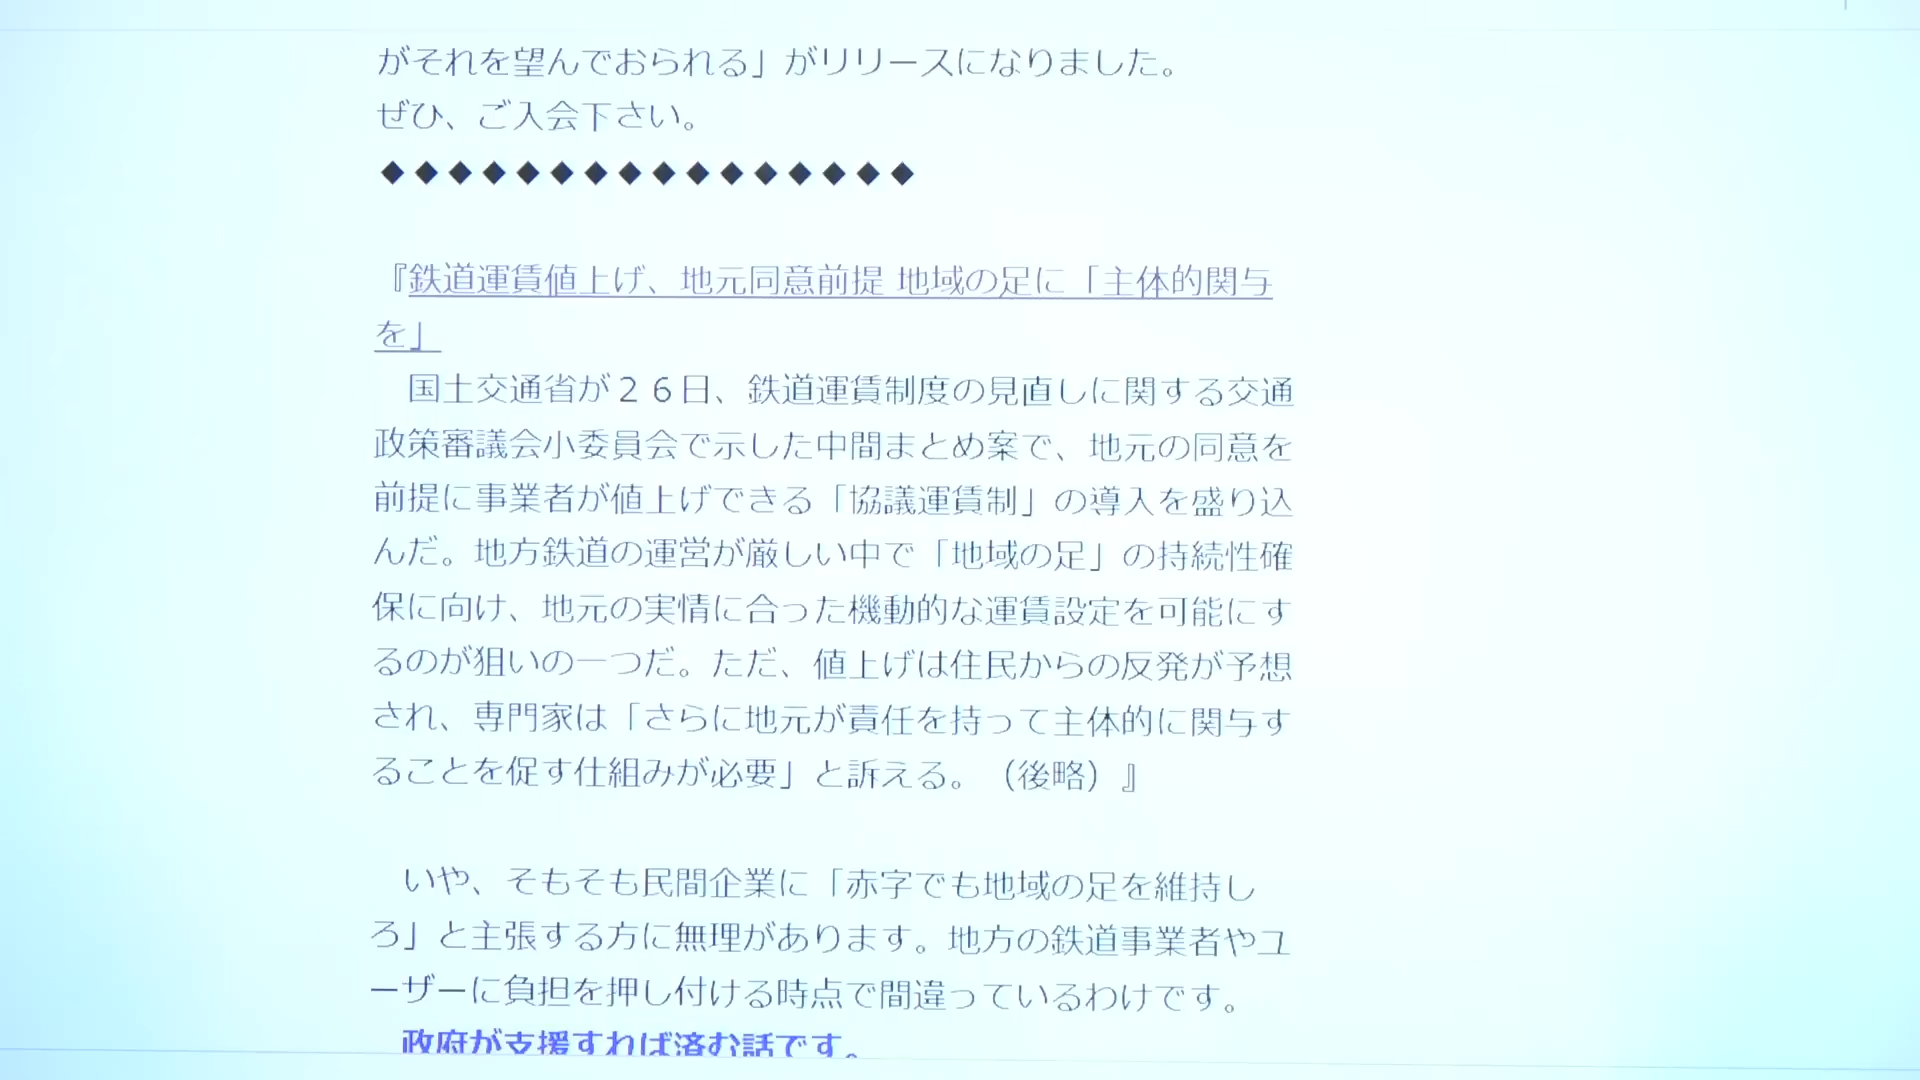 がそれを望んでおられる」がリリースになりました。
ぜひ、ご入会下さい。
◆◆◆◆◆◆◆◆◆◆◆◆◆◆◆◆
『鉄道運賃値上げ、地元同意前提 地域の足に「主体的関与
を」
国土交通省が２６日、鉄道運賃制度の見直しに関する交通
政策審議会小委員会で示した中間まとめ案で、地元の同意を
前提に事業者が値上げできる「協議運賃制」の導入を盛り込
んだ。地方鉄道の運営が厳しい中で「地域の足」の持続性確
保に向け、地元の実情に合った機動的な運賃設定を可能にす
るのが狙いの一つだ。ただ、値上げは住民からの反発が予想
され、専門家は「さらに地元が責任を持って主体的に関与す
ることを促す仕組みが必要」と訴える。（後略）』
いや、そもそも民間企業に「赤字でも地域の足を維持し
ろ」と主張する方に無理があります。地方の鉄道事業者やユ
ーザーに負担を押し付ける時点で間違っているわけです。
政府が支援すれば済む話です。